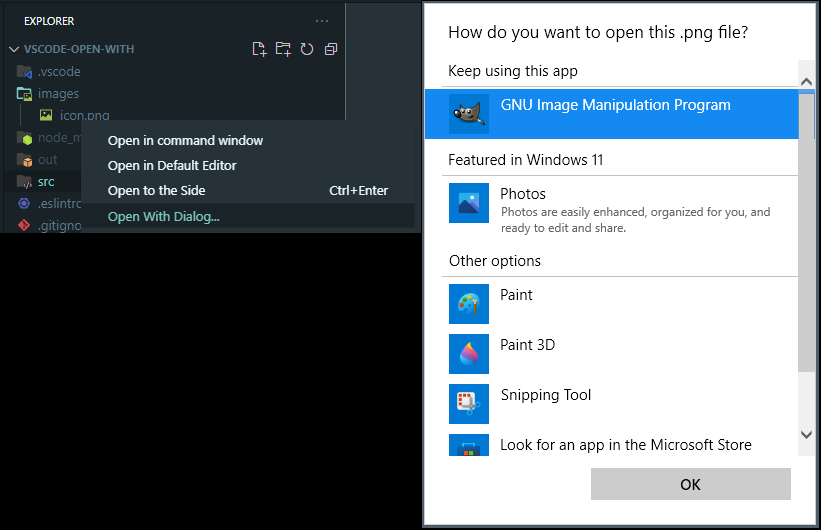 EXPLORER
VSCODE-OPEN-WITH
.vscode
images
icon.png
node_m
out
src
.eslintrc
.gitigno
Open in command window
Open in Default Editor
Open to the Side Ctrl+Enter
Open With Dialog...
How do you want to open this .png file?
Keep using this app
GNU Image Manipulation Program
Featured in Windows 11
Photos
Photos are easily enhanced, organized for you, and
ready to edit and share.
Other options
Paint
Paint 3D
Snipping Tool
Look for an app in the Microsoft Store
OK